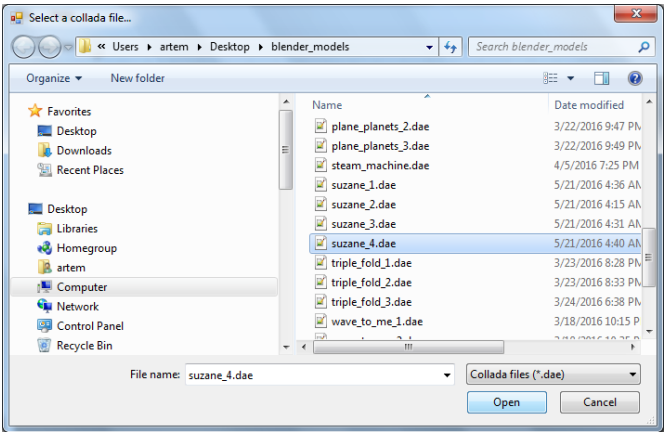 Select a collada file...
« Users ▸ artem ▸ Desktop ▸ blender_models
Search blender_models
Organize ▾ New folder
Favorites
Desktop
Downloads
Recent Places
Desktop
Libraries
Homegroup
artem
Computer
Network
Control Panel
Recycle Bin
Name Date modified
plane_planets_2.dae 3/22/2016 9:47 PM
plane_planets_3.dae 3/22/2016 9:49 PM
steam_machine.dae 4/5/2016 7:25 PM
suzane_1.dae 5/21/2016 4:36 AM
suzane_2.dae 5/21/2016 4:15 AM
suzane_3.dae 5/21/2016 4:31 AM
suzane_4.dae 5/21/2016 4:40 AM
triple_fold_1.dae 3/23/2016 8:28 PM
triple_fold_2.dae 3/23/2016 8:33 PM
triple_fold_3.dae 3/24/2016 6:38 PM
wave_to_me_1.dae 3/18/2016 10:15 P
File name: suzane_4.dae
Collada files (*.dae)
Open Cancel